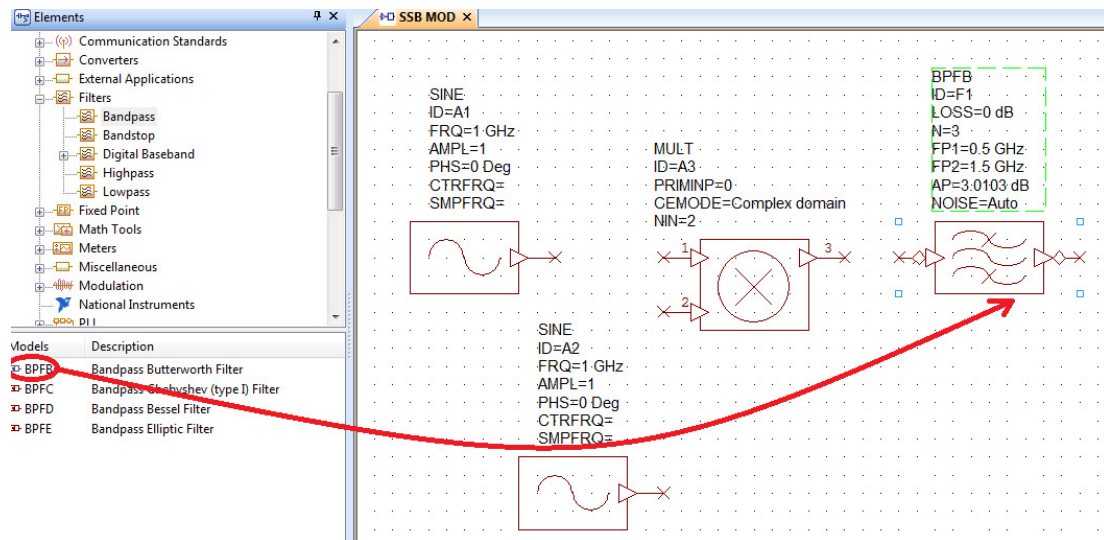 Elements
SSB MOD
Communication Standards
Converters
External Applications
Filters
Bandpass
Bandstop
Digital Baseband
Highpass
Lowpass
Fixed Point
Math Tools
Meters
Miscellaneous
Modulation
National Instruments
PLL
Models Description
BPFB Bandpass Butterworth Filter
BPFC Bandpass Chebyshev (type I) Filter
BPFD Bandpass Bessel Filter
BPFE Bandpass Elliptic Filter
SINE
ID=A1
FRQ=1 GHz
AMPL=1
PHS=0 Deg
CTRFRQ=
SMPFRQ=
MULT
ID=A3
PRIMINP=0
CEMODE=Complex domain
NIN=2
1
2
3
BPFB
ID=F1
LOSS=0 dB
N=3
FP1=0.5 GHz
FP2=1.5 GHz
AP=3.0103 dB
NOISE=Auto
SINE
ID=A2
FRQ=1 GHz
AMPL=1
PHS=0 Deg
CTRFRQ=
SMPFRQ=